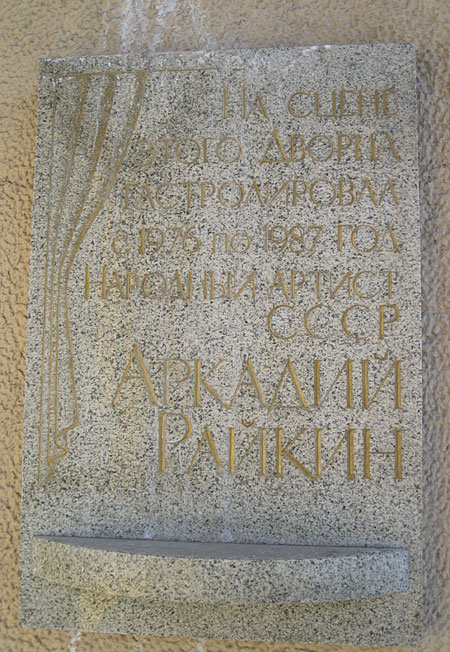 На сцене
этого дворца
гастролировал
с 1976 по 1987 год
Народный артист
СССР
Аркадий
Райкин